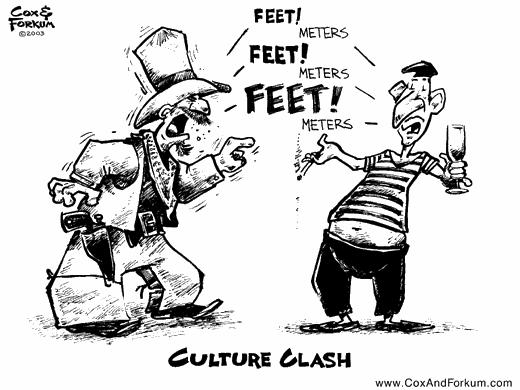 COX &
FORKUM
©2003
FEET!
METERS
FEET!
METERS
FEET!
METERS
CULTURE CLASH
www.CoxAndForkum.com